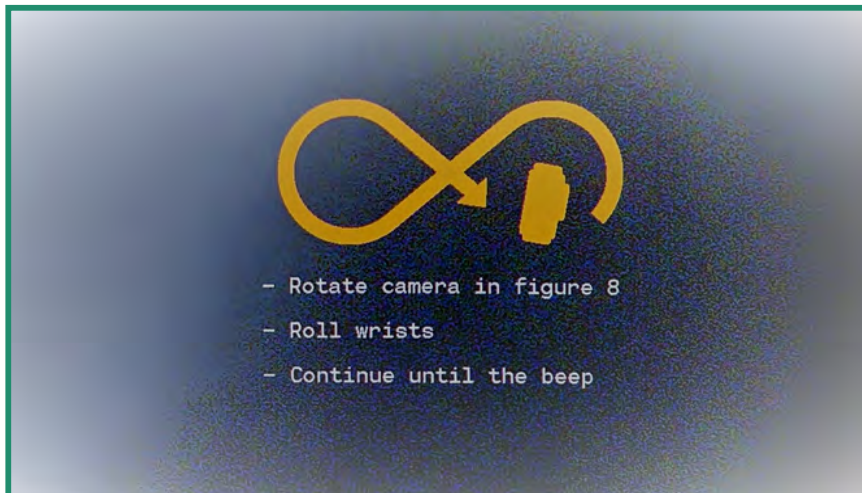 - Rotate camera in figure 8
- Roll wrists
- Continue until the beep